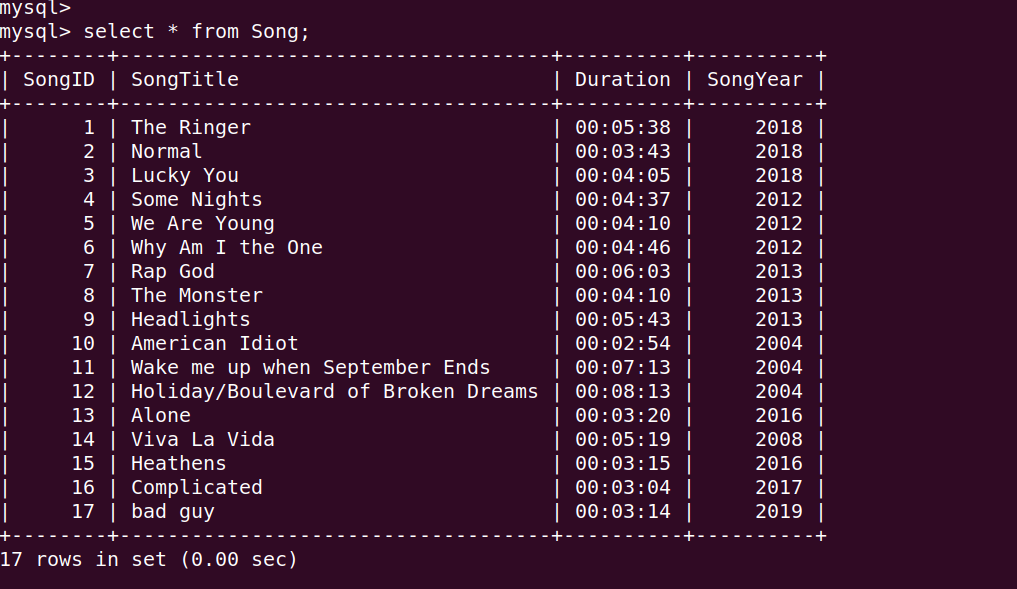 mysql>
mysql> select * from Song;
+--------+------------------------------------+----------+----------+
| SongID | SongTitle                          | Duration | SongYear |
+--------+------------------------------------+----------+----------+
|      1 | The Ringer                         | 00:05:38 |     2018 |
|      2 | Normal                             | 00:03:43 |     2018 |
|      3 | Lucky You                          | 00:04:05 |     2018 |
|      4 | Some Nights                        | 00:04:37 |     2012 |
|      5 | We Are Young                       | 00:04:10 |     2012 |
|      6 | Why Am I the One                   | 00:04:46 |     2012 |
|      7 | Rap God                            | 00:06:03 |     2013 |
|      8 | The Monster                        | 00:04:10 |     2013 |
|      9 | Headlights                         | 00:05:43 |     2013 |
|     10 | American Idiot                     | 00:02:54 |     2004 |
|     11 | Wake me up when September Ends     | 00:07:13 |     2004 |
|     12 | Holiday/Boulevard of Broken Dreams | 00:08:13 |     2004 |
|     13 | Alone                              | 00:03:20 |     2016 |
|     14 | Viva La Vida                       | 00:05:19 |     2008 |
|     15 | Heathens                           | 00:03:15 |     2016 |
|     16 | Complicated                        | 00:03:04 |     2017 |
|     17 | bad guy                            | 00:03:14 |     2019 |
+--------+------------------------------------+----------+----------+
17 rows in set (0.00 sec)